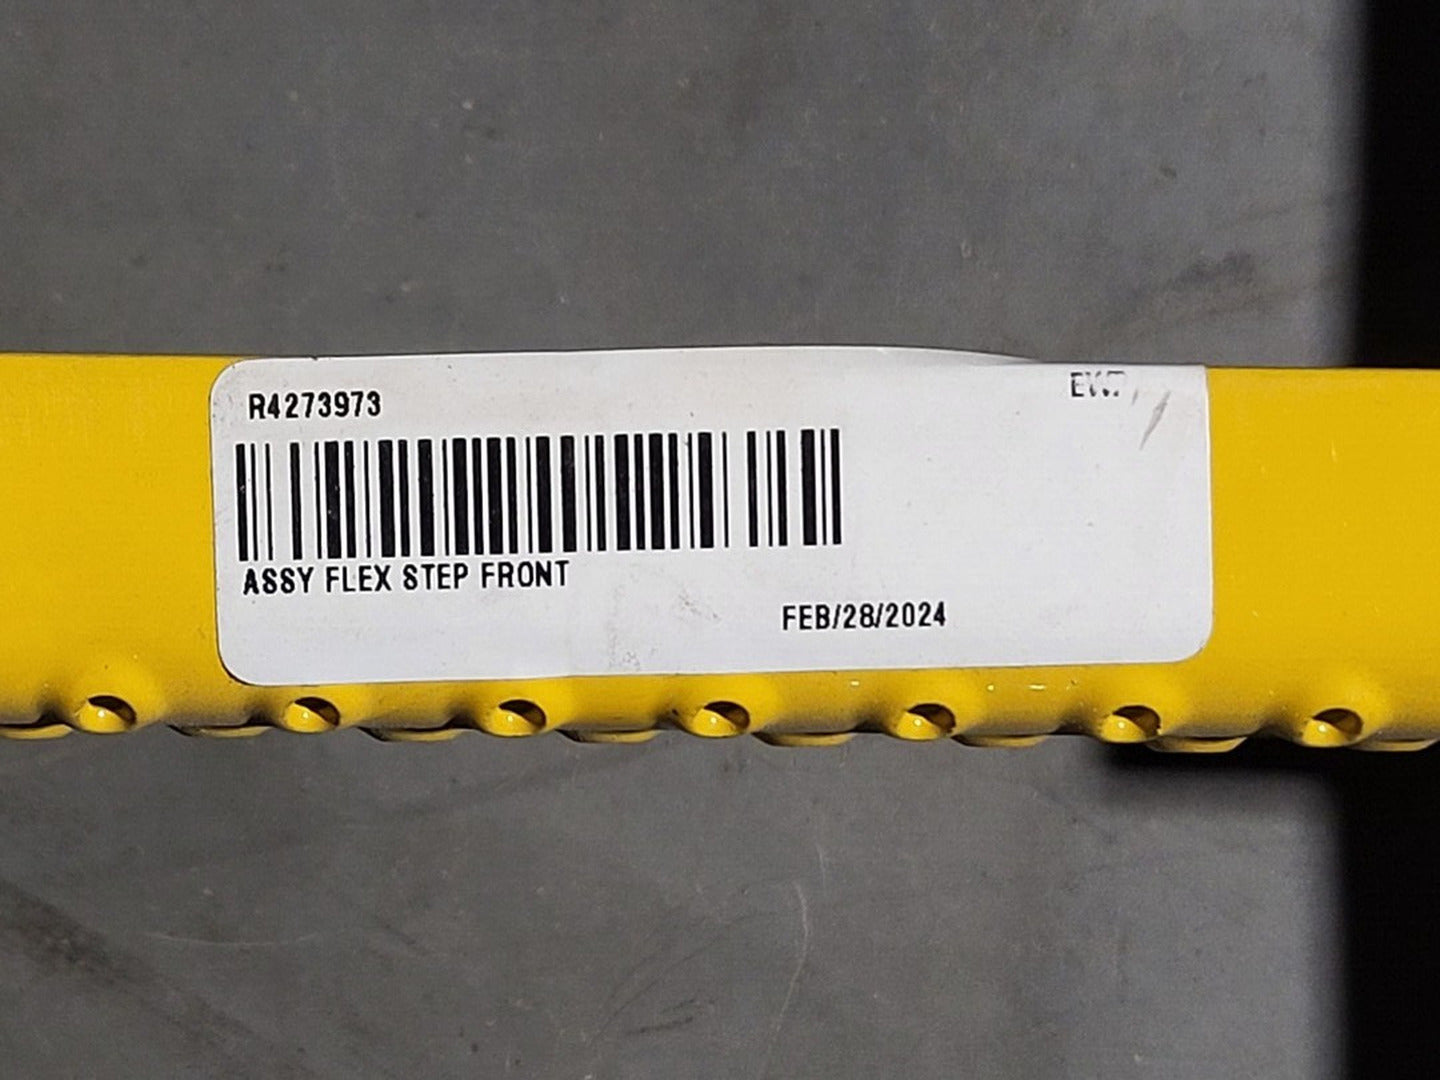 R4273973
ASSY FLEX STEP FRONT
FEB/28/2024